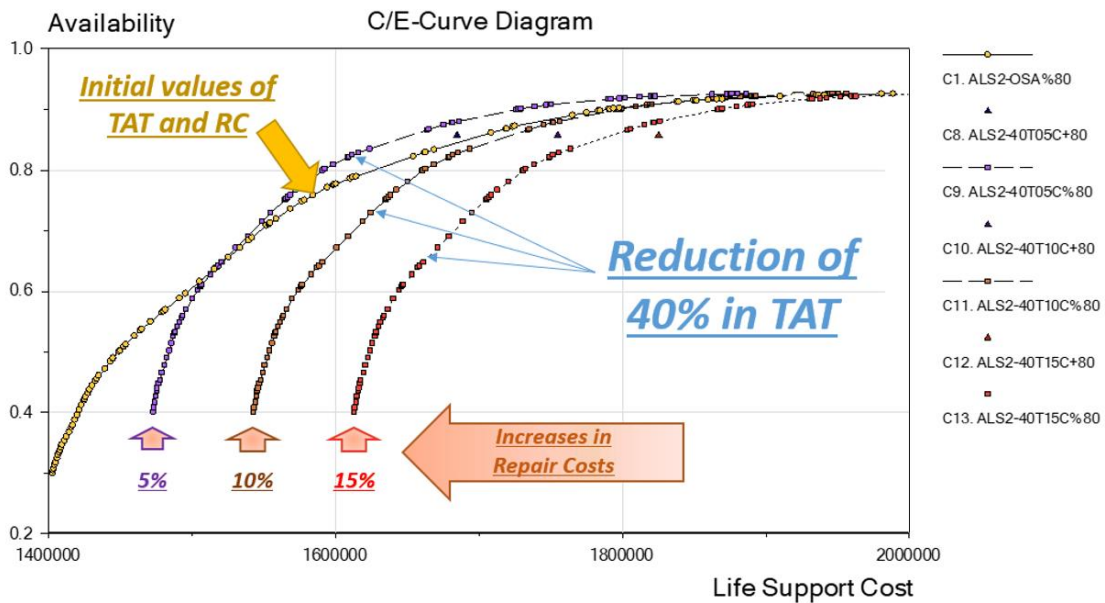 Availability
C/E-Curve Diagram
1.0
0.8
0.6
0.4
0.2
1400000
1600000
1800000
2000000
Life Support Cost
Initial values of
TAT and RC
Reduction of
40% in TAT
Increases in
Repair Costs
5%
10%
15%
C1. ALS2-OSA%80
C8. ALS2-40T05C+80
C9. ALS2-40T05C%80
C10. ALS2-40T10C+80
C11. ALS2-40T10C%80
C12. ALS2-40T15C+80
C13. ALS2-40T15C%80